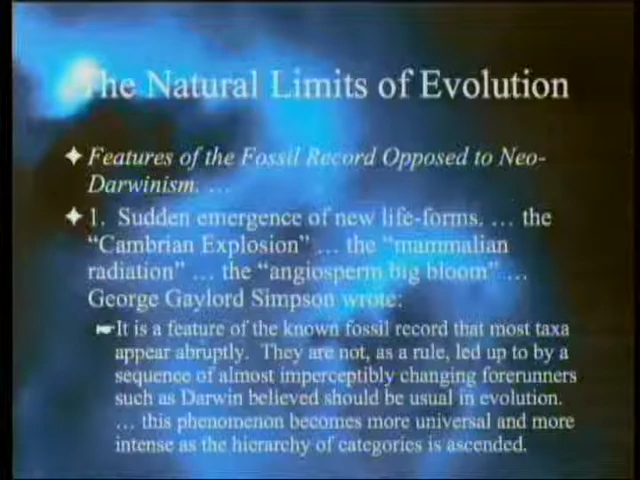 The Natural Limits of Evolution
Features of the Fossil Record Opposed to Neo-
Darwinism. …
1. Sudden emergence of new life-forms. … the
“Cambrian Explosion” … the “mammalian
radiation” … the “angiosperm big bloom” …
George Gaylord Simpson wrote:
It is a feature of the known fossil record that most taxa
appear abruptly. They are not, as a rule, led up to by a
sequence of almost imperceptibly changing forerunners
such as Darwin believed should be usual in evolution.
… this phenomenon becomes more universal and more
intense as the hierarchy of categories is ascended.